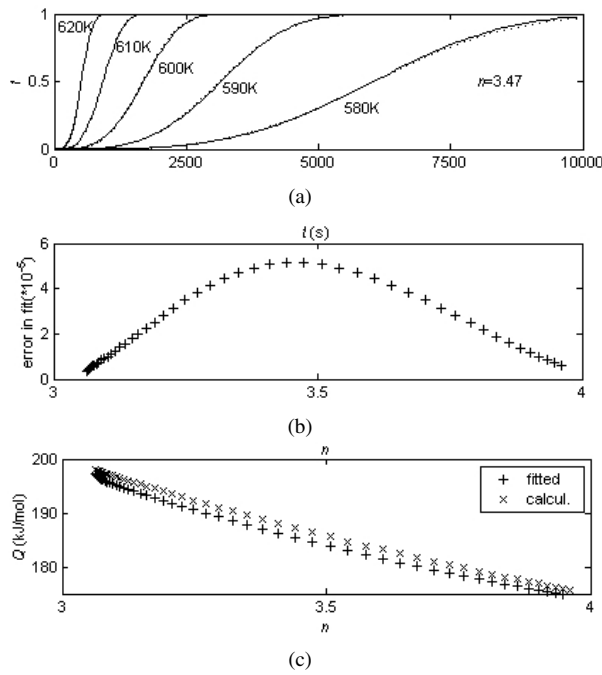 1
620K
610K
600K
0.5
f
590K
n=3.47
580K
0
0 2500 5000 7500 10000
(a)
t (s)
6
4
error in fit(*10-5)
2
0
3 3.5 4
(b)
n
200
fitted
calcul.
190
Q (kJ/mol)
180
3 3.5 4
n
(c)